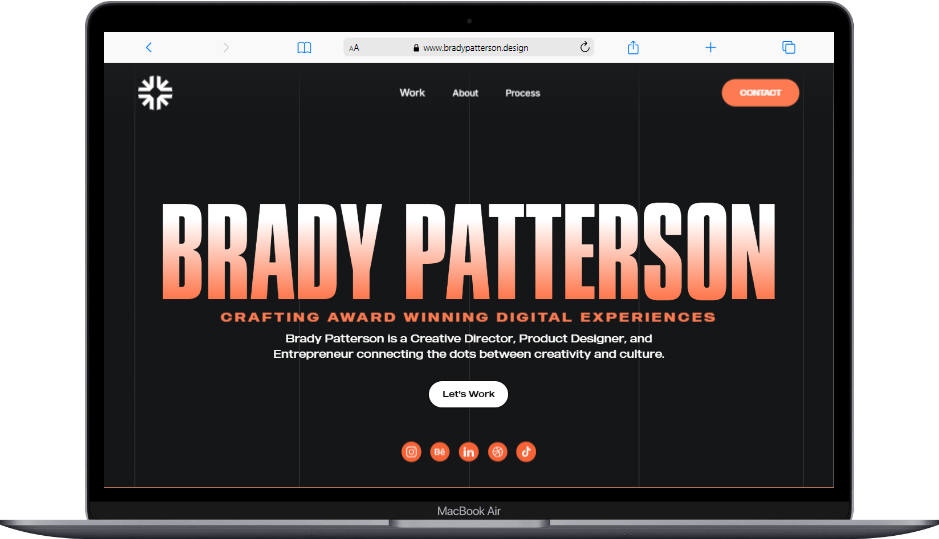 AA
www.bradypatterson.design
Work About Process
CONTACT
BRADY PATTERSON
CRAFTING AWARD WINNING DIGITAL EXPERIENCES
Brady Patterson is a Creative Director, Product Designer, and
Entrepreneur connecting the dots between creativity and culture.
Let's Work
Bē
in
MacBook Air